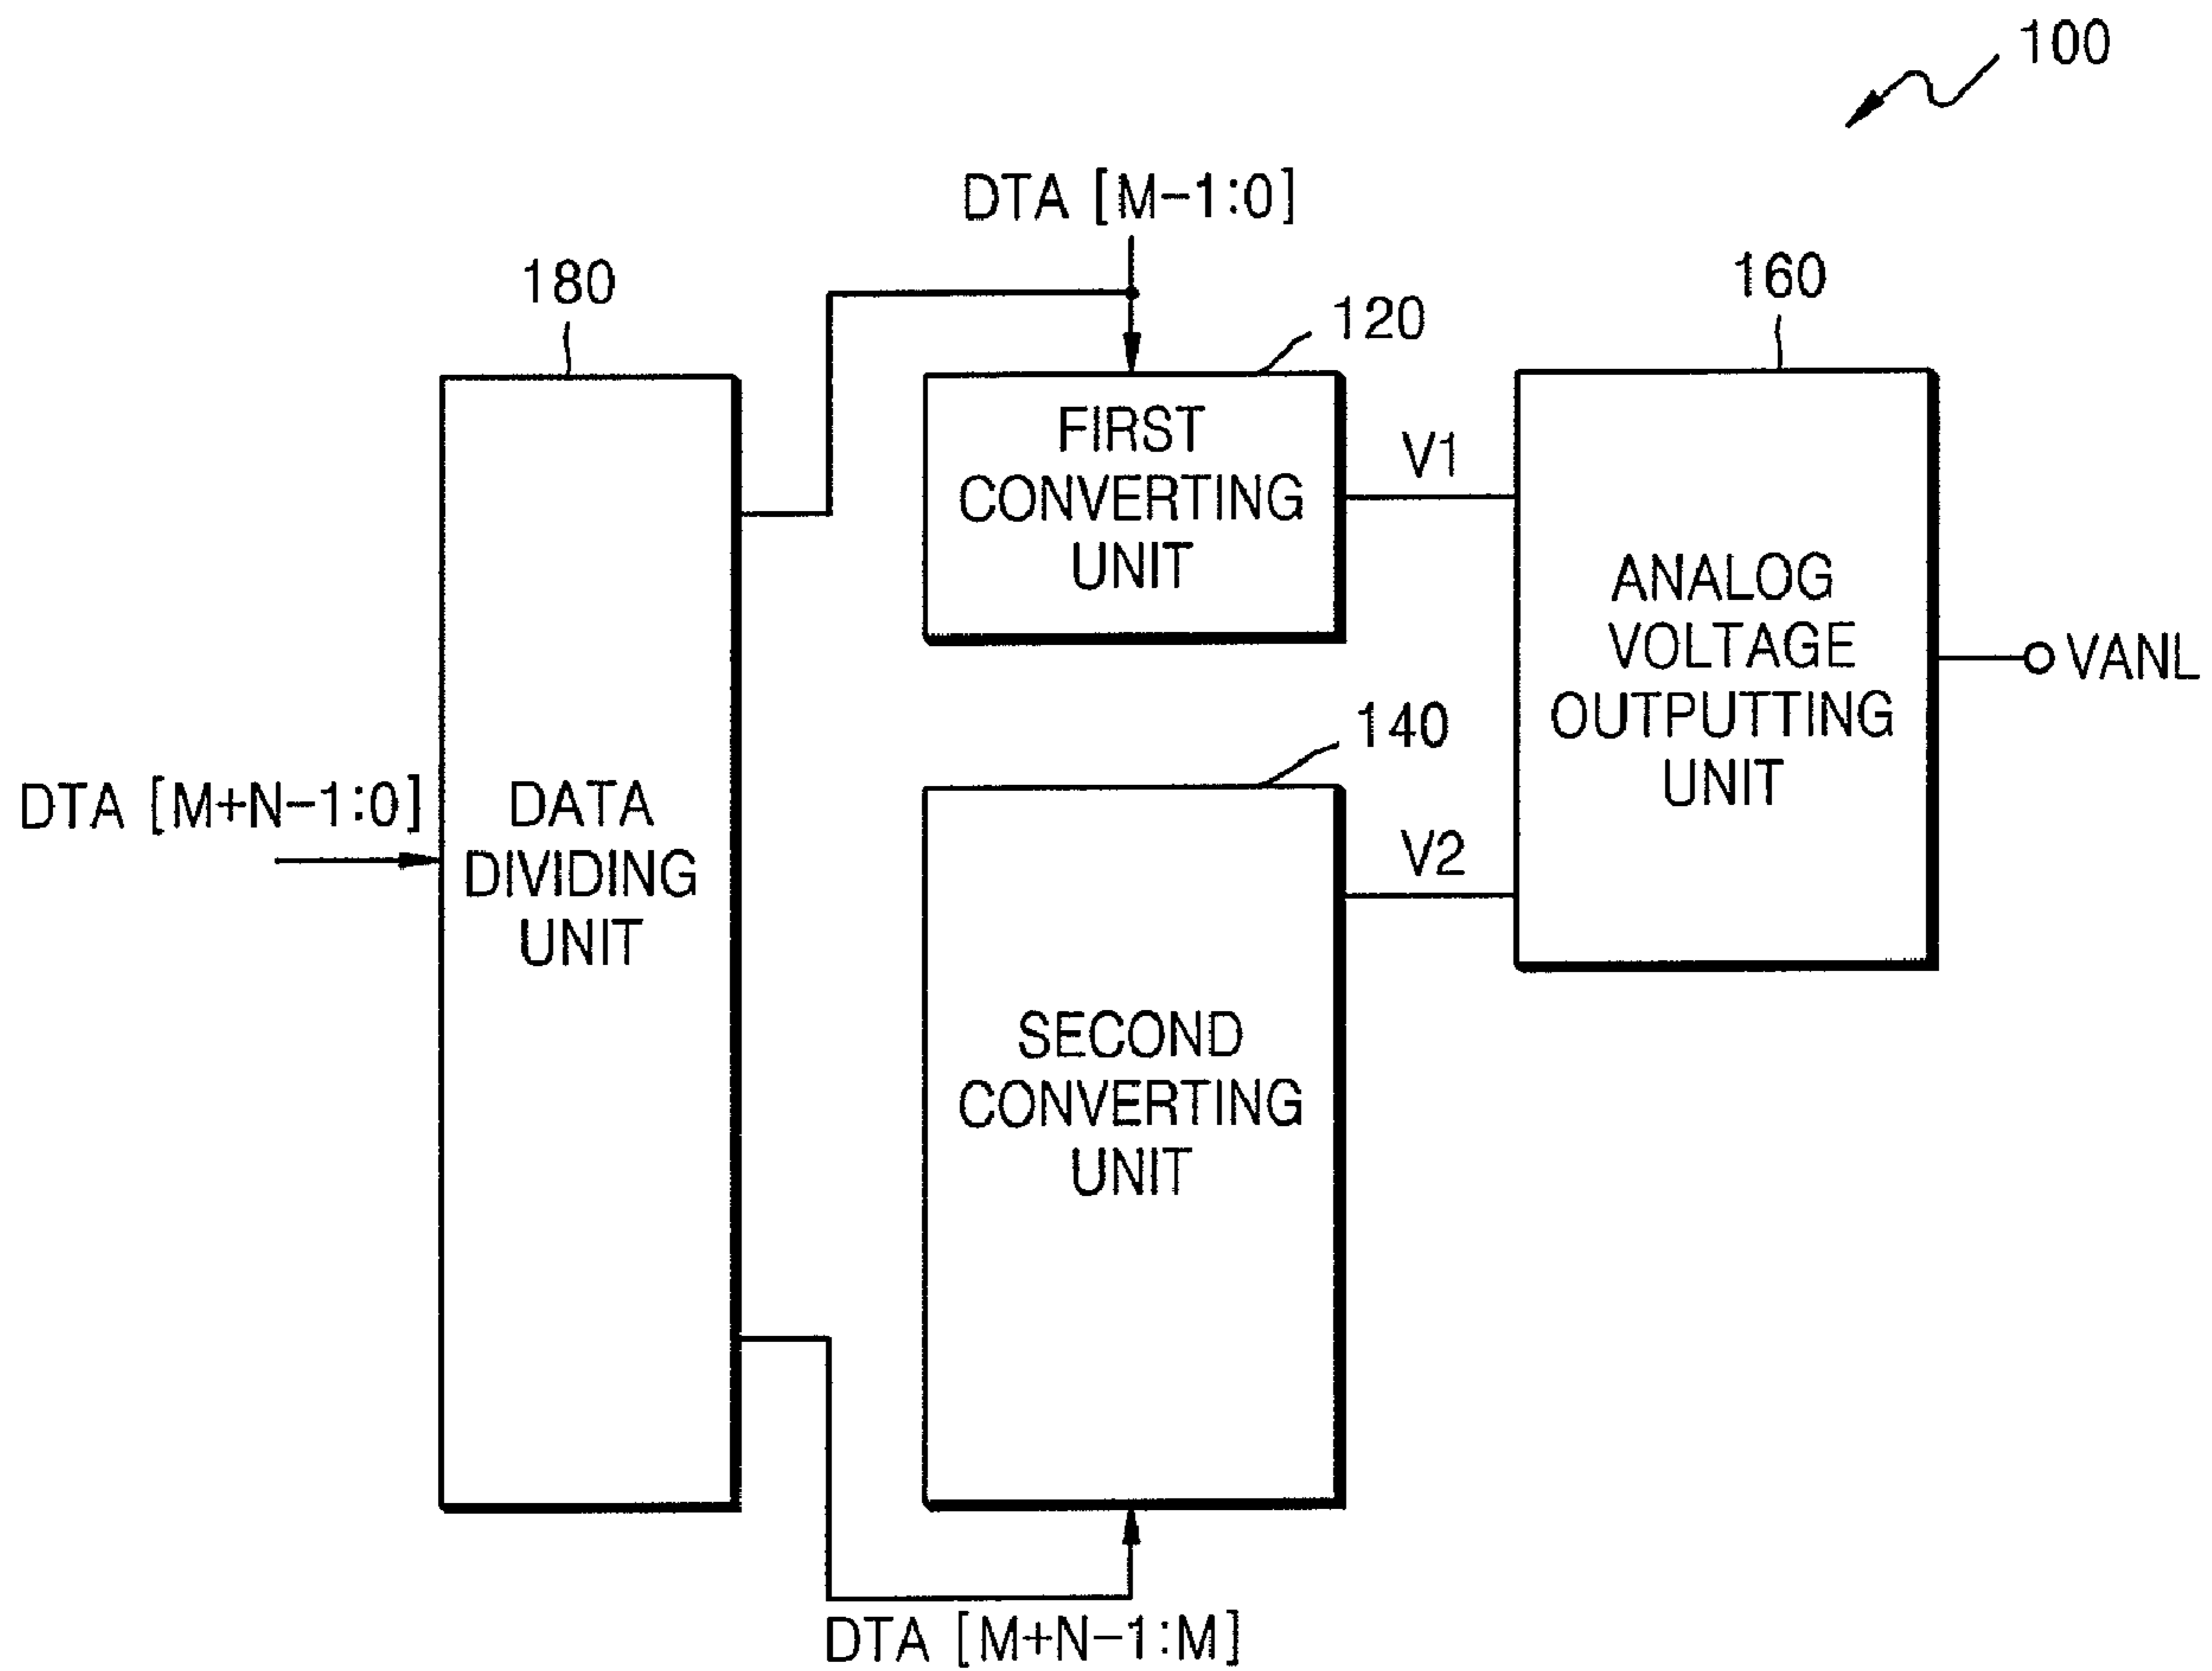 100
DTA [M-1:0]
180
120
160
FIRST
CONVERTING
UNIT
V1
ANALOG
VOLTAGE
OUTPUTTING
UNIT
VANL
140
DTA [M+N-1:0]
DATA
DIVIDING
UNIT
V2
SECOND
CONVERTING
UNIT
DTA [M+N-1:M]